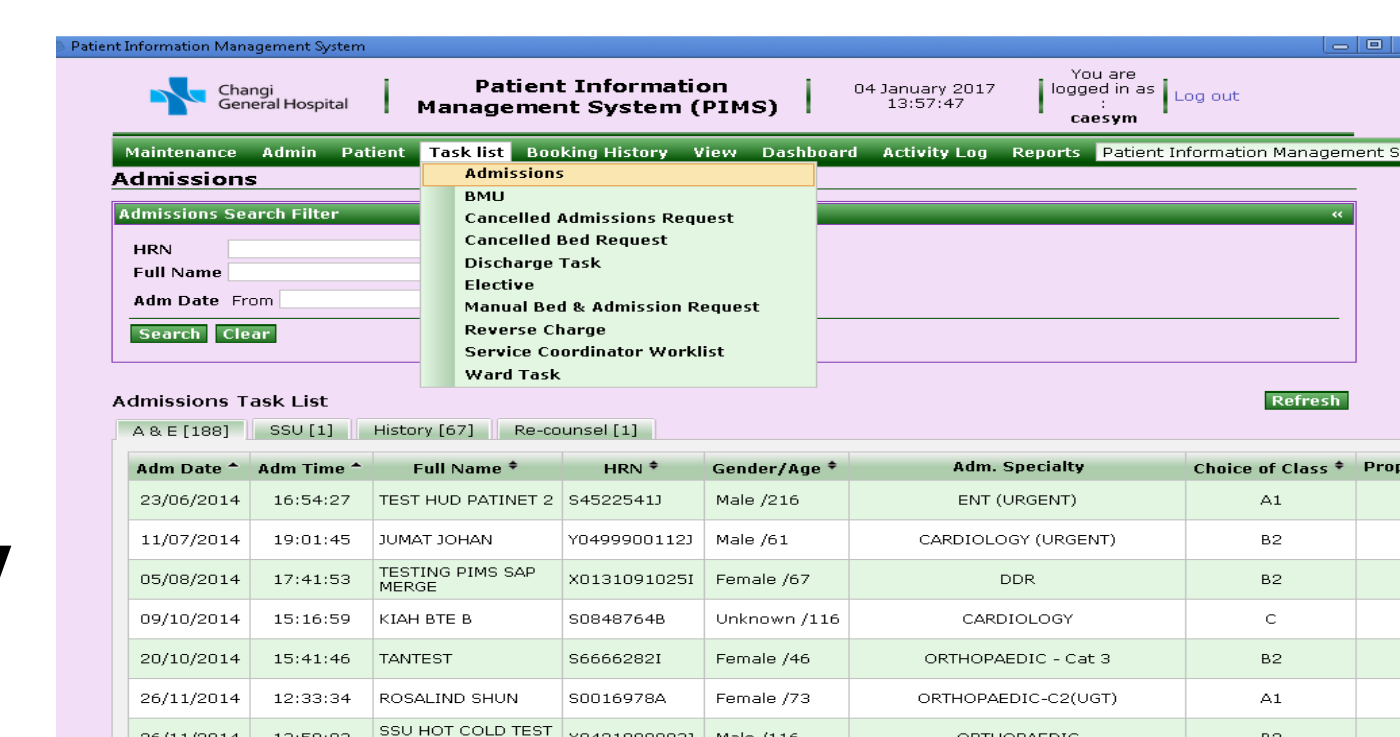 Patient Information Management System
Changi
General Hospital
Patient Information
Management System (PIMS)
04 January 2017
13:57:47
You are
logged in as
:
caesym
Log out
Maintenance Admin Patient Task list Booking History View Dashboard Activity Log Reports Patient Information Management S
Admissions
Admissions
BMU
Cancelled Admissions Request
Cancelled Bed Request
Discharge Task
Elective
Manual Bed & Admission Request
Reverse Charge
Service Coordinator Worklist
Ward Task
Admissions Search Filter «
HRN
Full Name
Adm Date From
Search Clear
Admissions Task List Refresh
A & E [188] SSU [1] History [67] Re-counsel [1]
Adm Date Adm Time Full Name HRN Gender/Age Adm. Specialty Choice of Class Prop
23/06/2014 16:54:27 TEST HUD PATINET 2 S4522541J Male /216 ENT (URGENT) A1
11/07/2014 19:01:45 JUMAT JOHAN Y0499900112J Male /61 CARDIOLOGY (URGENT) B2
05/08/2014 17:41:53 TESTING PIMS SAP MERGE X0131091025I Female /67 DDR B2
09/10/2014 15:16:59 KIAH BTE B S0848764B Unknown /116 CARDIOLOGY C
20/10/2014 15:41:46 TANTEST S6666282I Female /46 ORTHOPAEDIC - Cat 3 B2
26/11/2014 12:33:34 ROSALIND SHUN S0016978A Female /73 ORTHOPAEDIC-C2(UGT) A1
SSU HOT COLD TEST